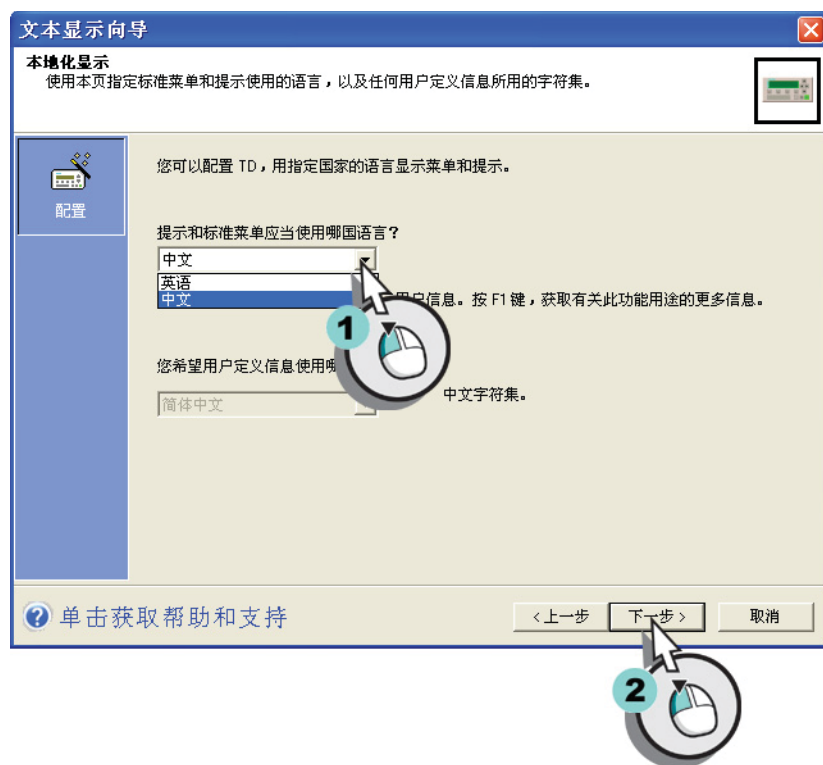 文本显示向导
本地化显示
使用本页指定标准菜单和提示使用的语言，以及任何用户定义信息所用的字符集。
配置
您可以配置 TD，用指定国家的语言显示菜单和提示。
提示和标准菜单应当使用哪国语言？
中文
英语
中文
用户信息。按 F1 键，获取有关此功能用途的更多信息。
1
您希望用户定义信息使用哪
简体中文
中文字符集。
单击获取帮助和支持
<上一步
下一步>
取消
2